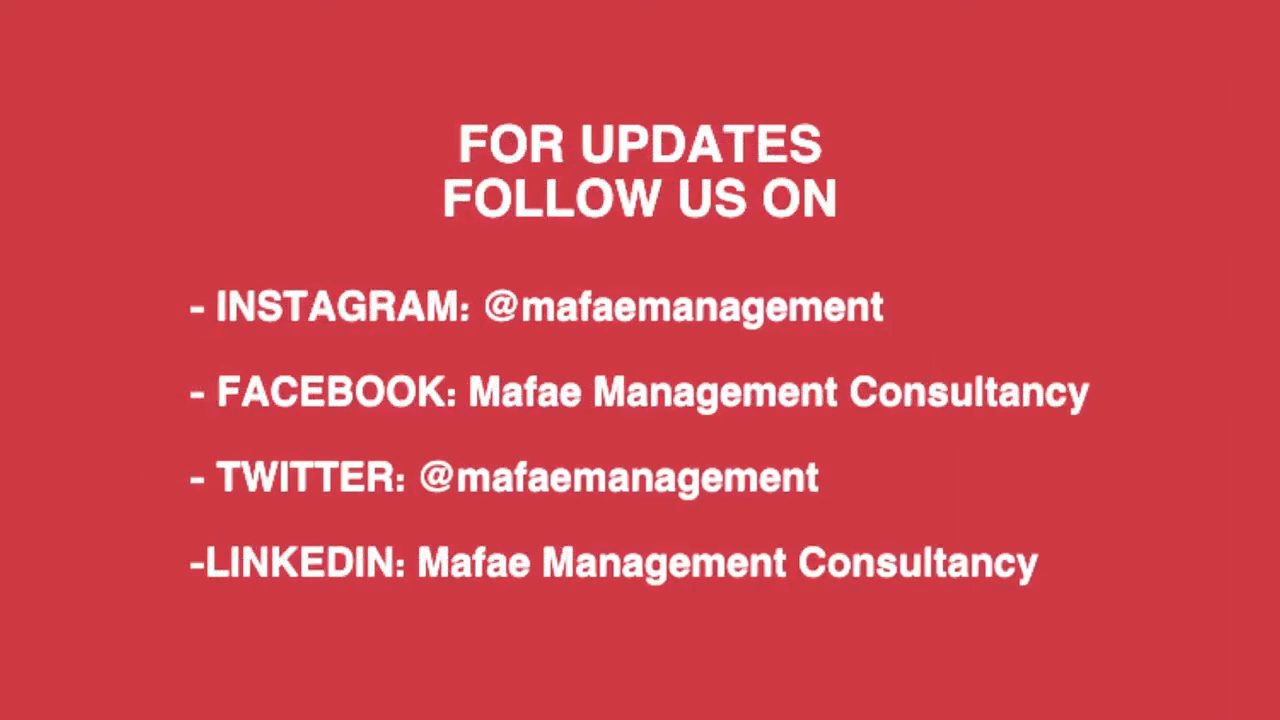 FOR UPDATES
FOLLOW US ON
- INSTAGRAM: @mafaemanagement
- FACEBOOK: Mafae Management Consultancy
- TWITTER: @mafaemanagement
-LINKEDIN: Mafae Management Consultancy